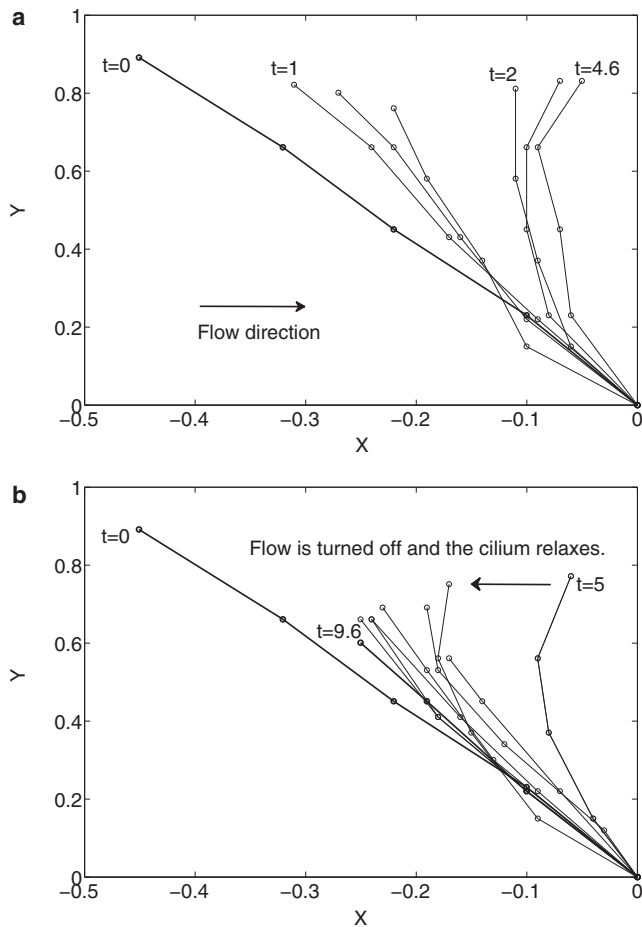 a
1
0.8
0.6
0.4
0.2
0
Y
t=0
t=1
t=2
t=4.6
Flow direction
−0.5
−0.4
−0.3
−0.2
−0.1
0
X
b
1
0.8
0.6
0.4
0.2
0
Y
t=0
Flow is turned off and the cilium relaxes.
t=5
t=9.6
−0.5
−0.4
−0.3
−0.2
−0.1
0
X